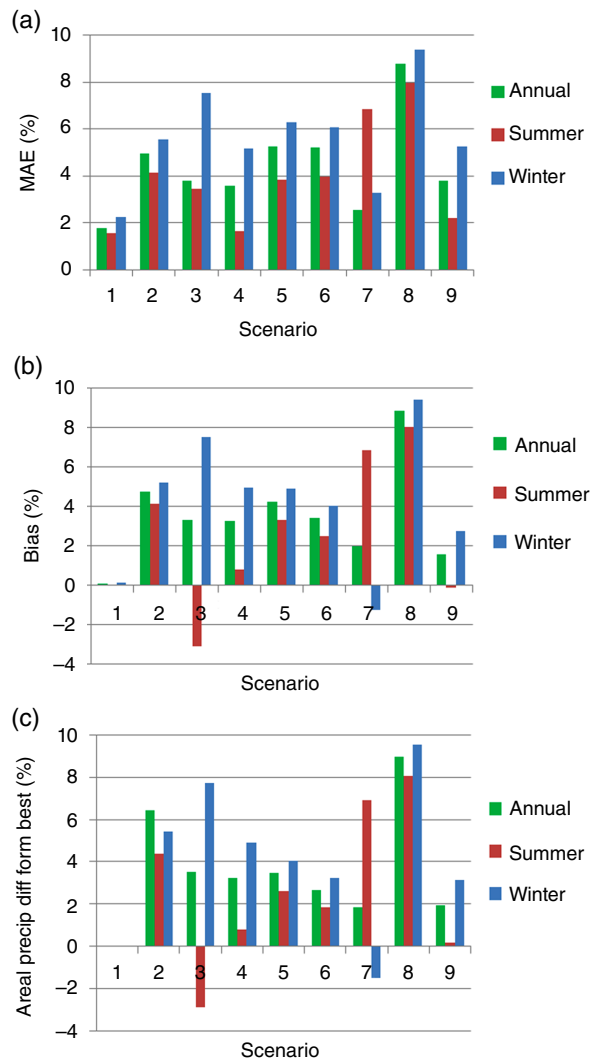 (a)
MAE (%)
10
8
6
4
2
0
1 2 3 4 5 6 7 8 9
Scenario
Annual
Summer
Winter
(b)
Bias (%)
10
8
6
4
2
0
–2
–4
1 2 3 4 5 6 7 8 9
Scenario
Annual
Summer
Winter
(c)
Areal precip diff form best (%)
10
8
6
4
2
0
–2
–4
1 2 3 4 5 6 7 8 9
Scenario
Annual
Summer
Winter